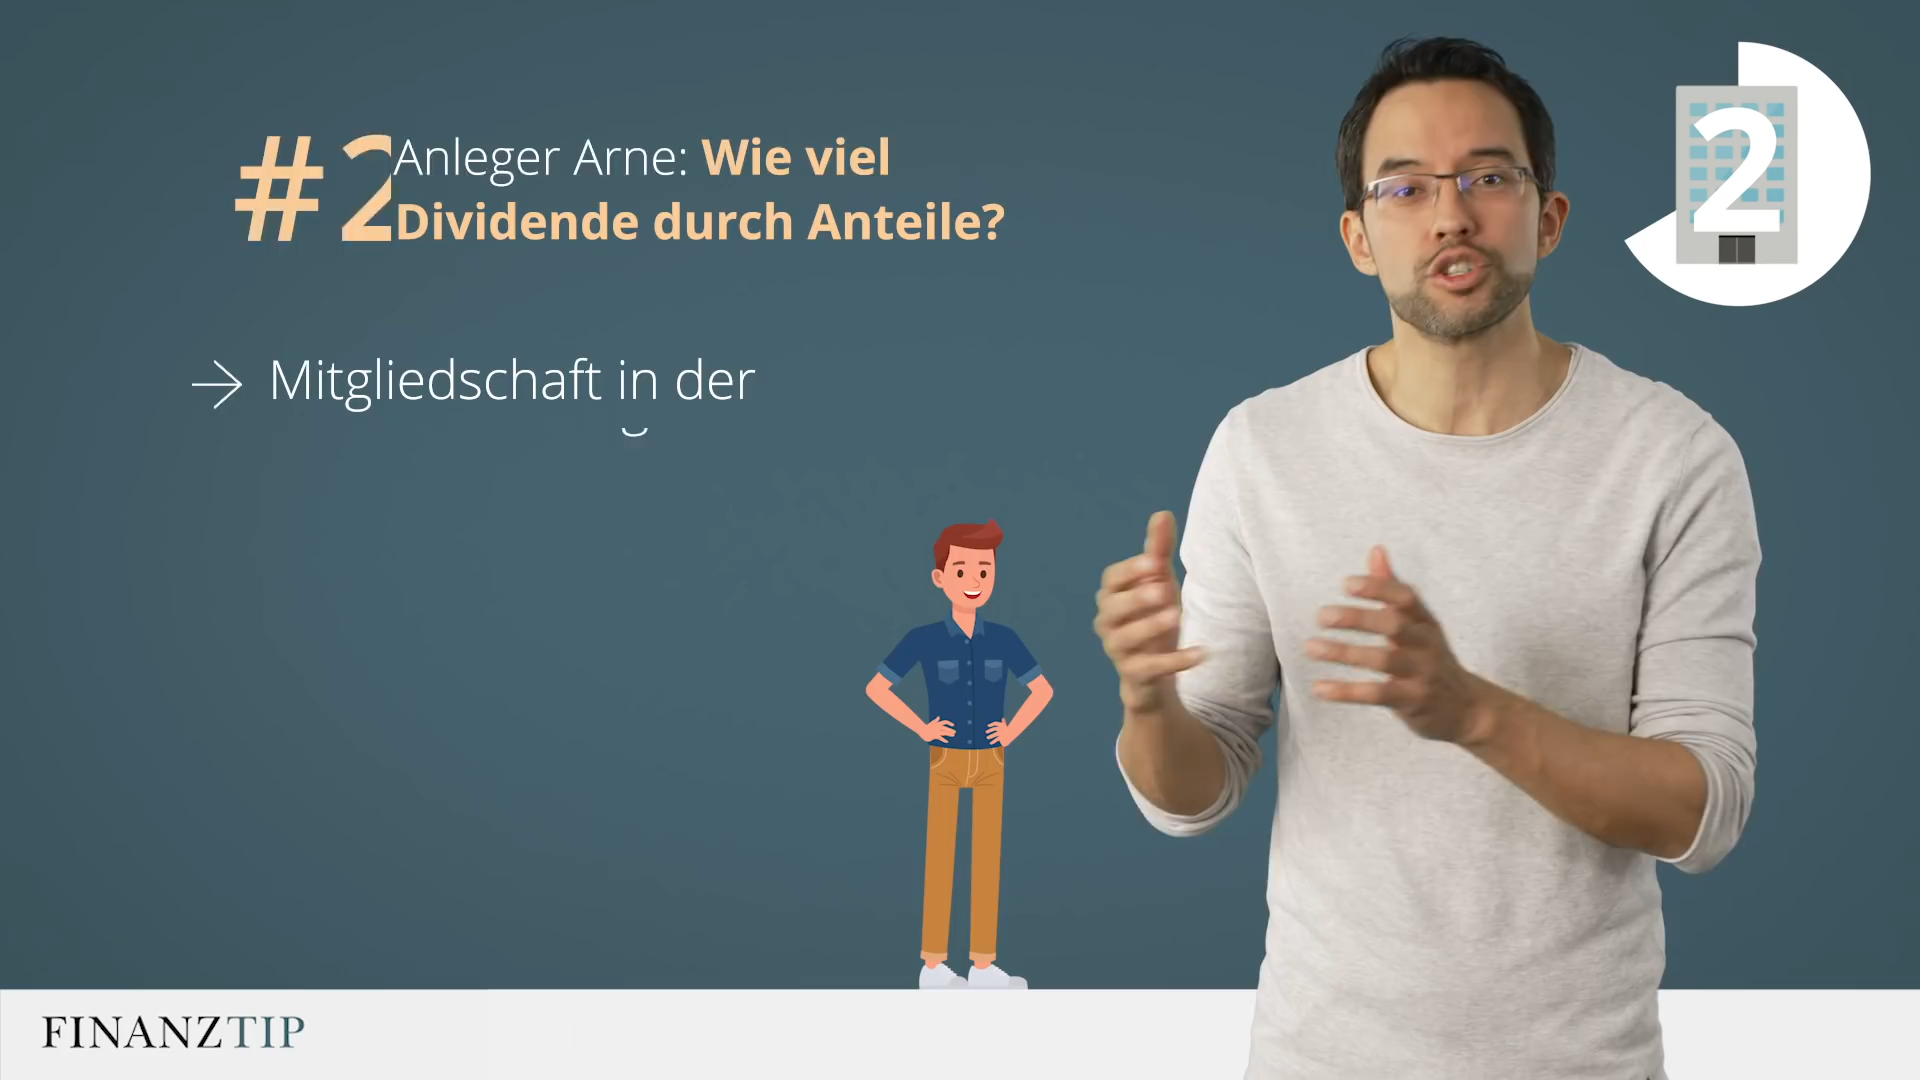 #2
Anleger Arne: Wie viel
Dividende durch Anteile?
→ Mitgliedschaft in der
2
FINANZTIP